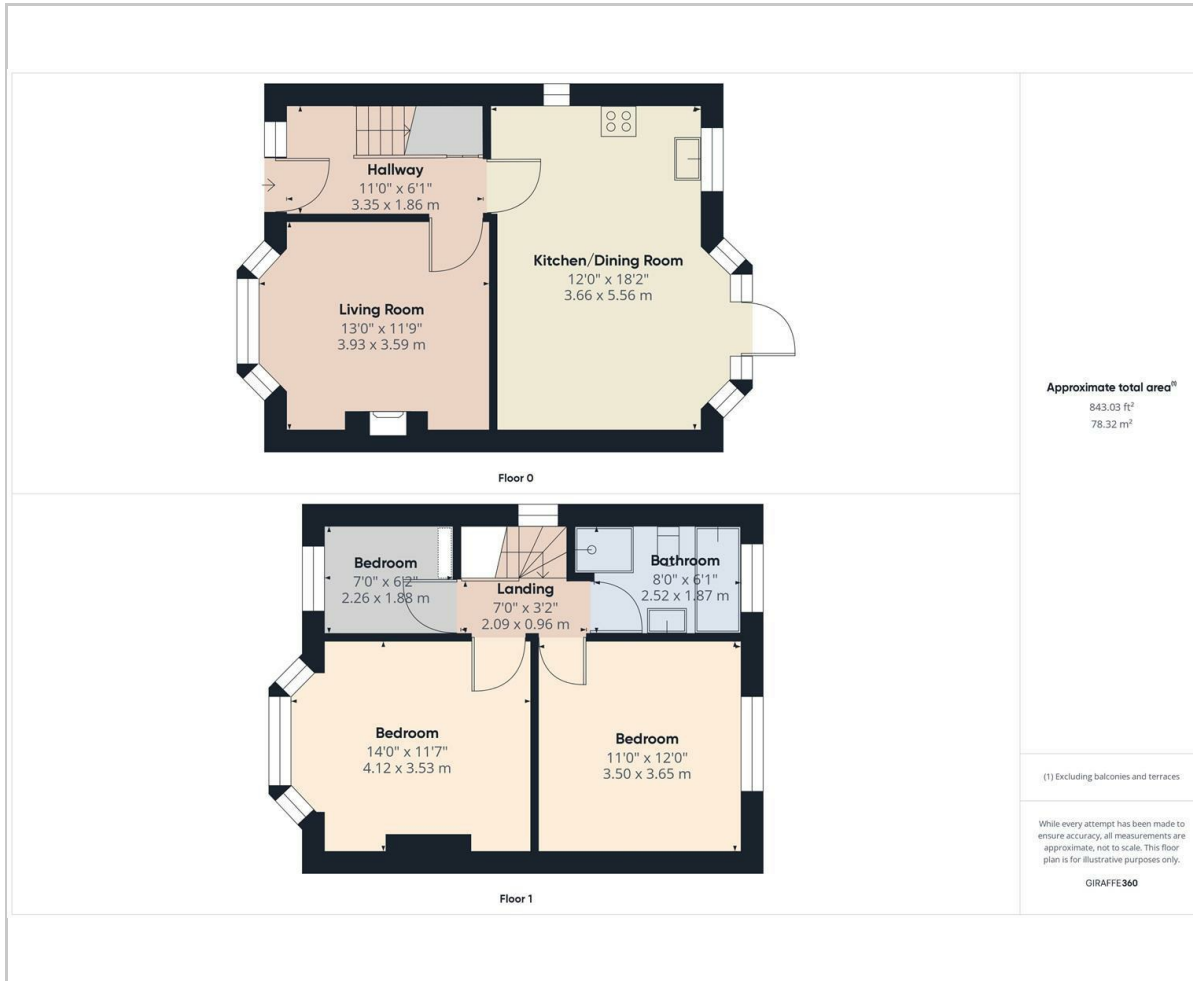 Hallway
11'0" x 6'1"
3.35 x 1.86 m
Kitchen/Dining Room
12'0" x 18'2"
3.66 x 5.56 m
Living Room
13'0" x 11'9"
3.93 x 3.59 m
Floor 0
Bedroom
7'0" x 6'2"
2.26 x 1.88 m
Landing
7'0" x 3'2"
2.09 x 0.96 m
Bathroom
8'0" x 6'1"
2.52 x 1.87 m
Bedroom
14'0" x 11'7"
4.12 x 3.53 m
Bedroom
11'0" x 12'0"
3.50 x 3.65 m
Floor 1
Approximate total area⁽¹⁾
843.03 ft²
78.32 m²
(1) Excluding balconies and terraces
While every attempt has been made to
ensure accuracy, all measurements are
approximate, not to scale. This floor
plan is for illustrative purposes only.
GIRAFFE360